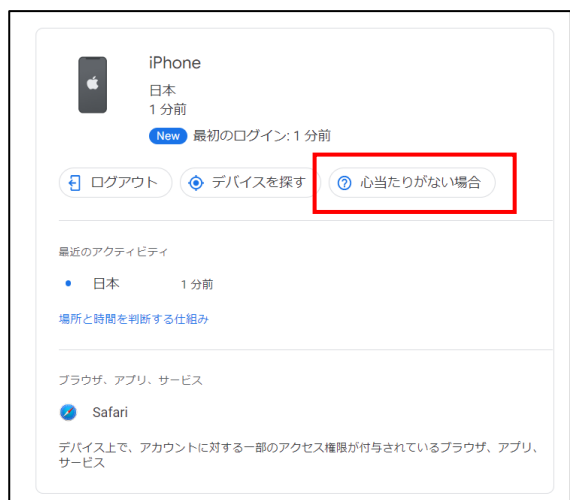 iPhone
日本
1 分前
New 最初のログイン: 1 分前
ログアウト デバイスを探す 心当たりがない場合
最近のアクティビティ
日本 1 分前
場所と時間を判断する仕組み
ブラウザ、アプリ、サービス
Safari
デバイス上で、アカウントに対する一部のアクセス権限が付与されているブラウザ、アプリ、
サービス